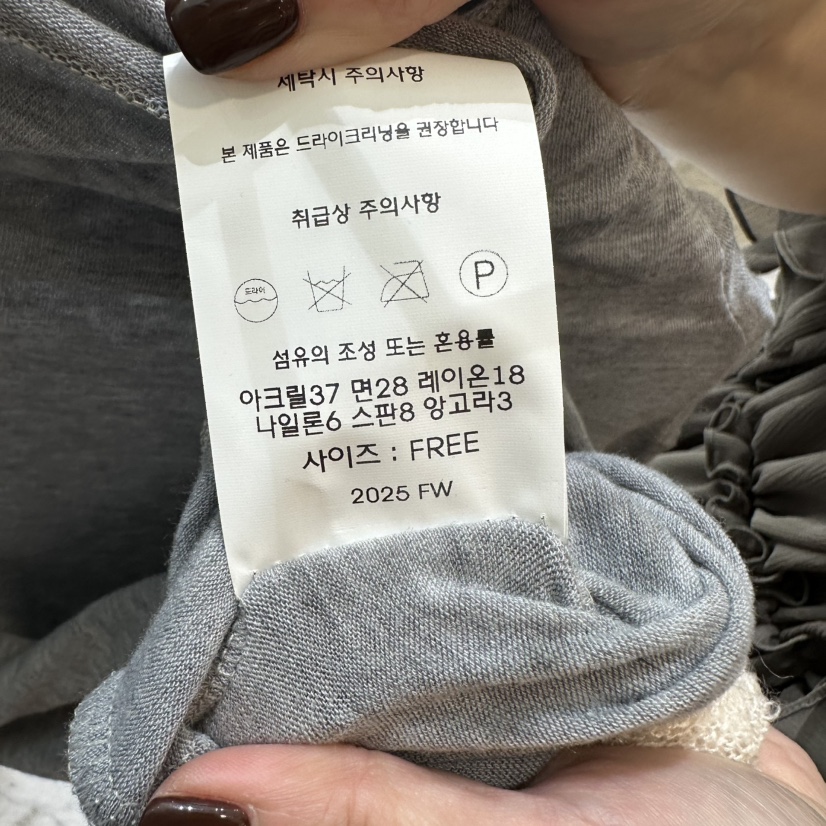 세탁시 주의사항
본 제품은 드라이크리닝을 권장합니다
취급상 주의사항
드라이 P
섬유의 조성 또는 혼용률
아크릴37 면28 레이온18
나일론6 스판8 앙고라3
사이즈 : FREE
2025 FW